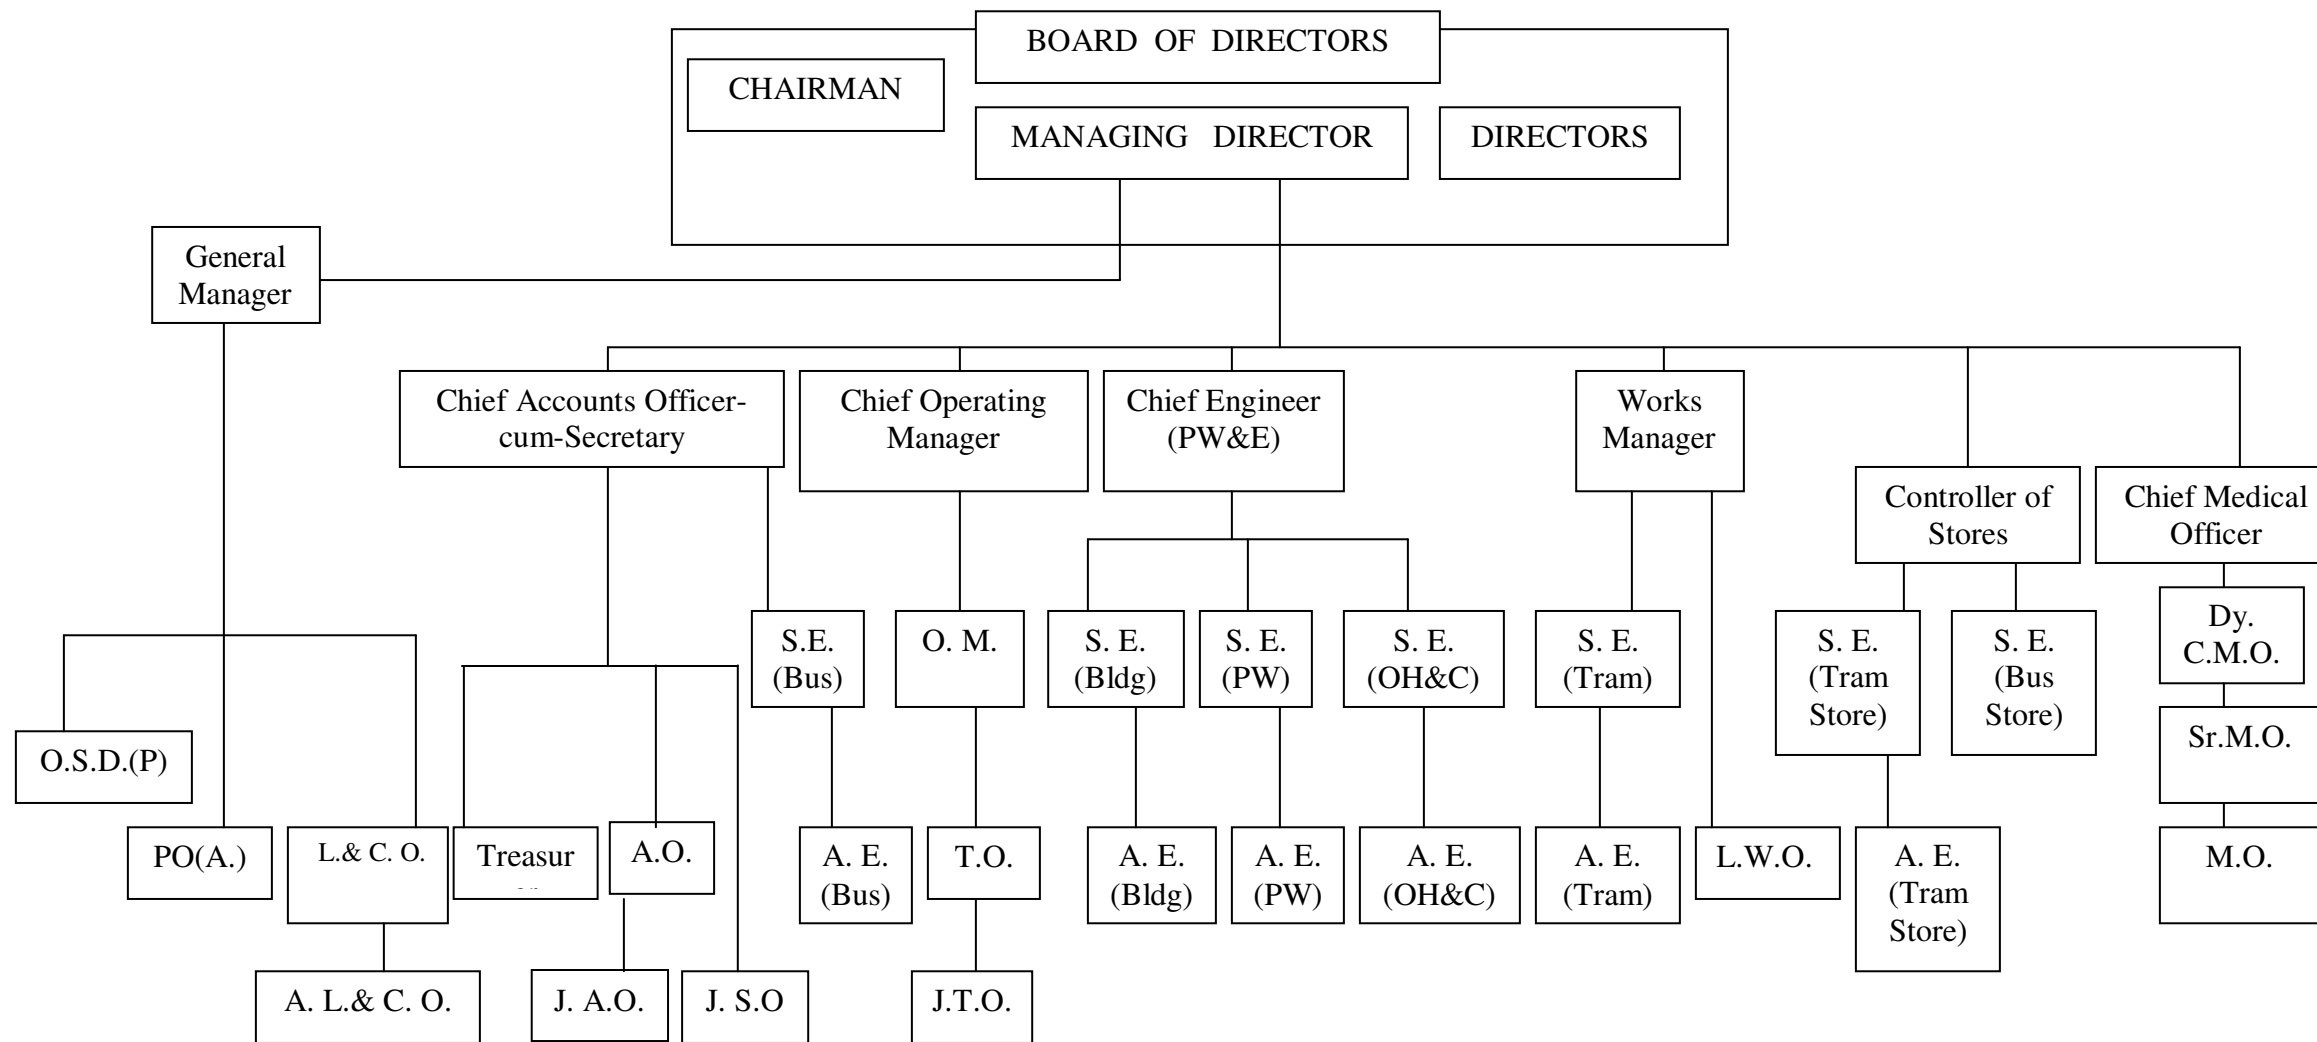 BOARD OF DIRECTORS
CHAIRMAN
MANAGING DIRECTOR
DIRECTORS
General
Manager
Chief Accounts Officer-
cum-Secretary
Chief Operating
Manager
Chief Engineer
(PW&E)
Works
Manager
Controller of
Stores
Chief Medical
Officer
S.E.
(Bus)
O. M.
S. E.
(Bldg)
S. E.
(PW)
S. E.
(OH&C)
S. E.
(Tram)
S. E.
(Tram
Store)
S. E.
(Bus
Store)
Dy.
C.M.O.
O.S.D.(P)
Sr.M.O.
PO(A.)
L.& C. O.
Treasur
A.O.
A. E.
(Bus)
T.O.
A. E.
(Bldg)
A. E.
(PW)
A. E.
(OH&C)
A. E.
(Tram)
L.W.O.
A. E.
(Tram
Store)
M.O.
A. L.& C. O.
J. A.O.
J. S.O
J.T.O.